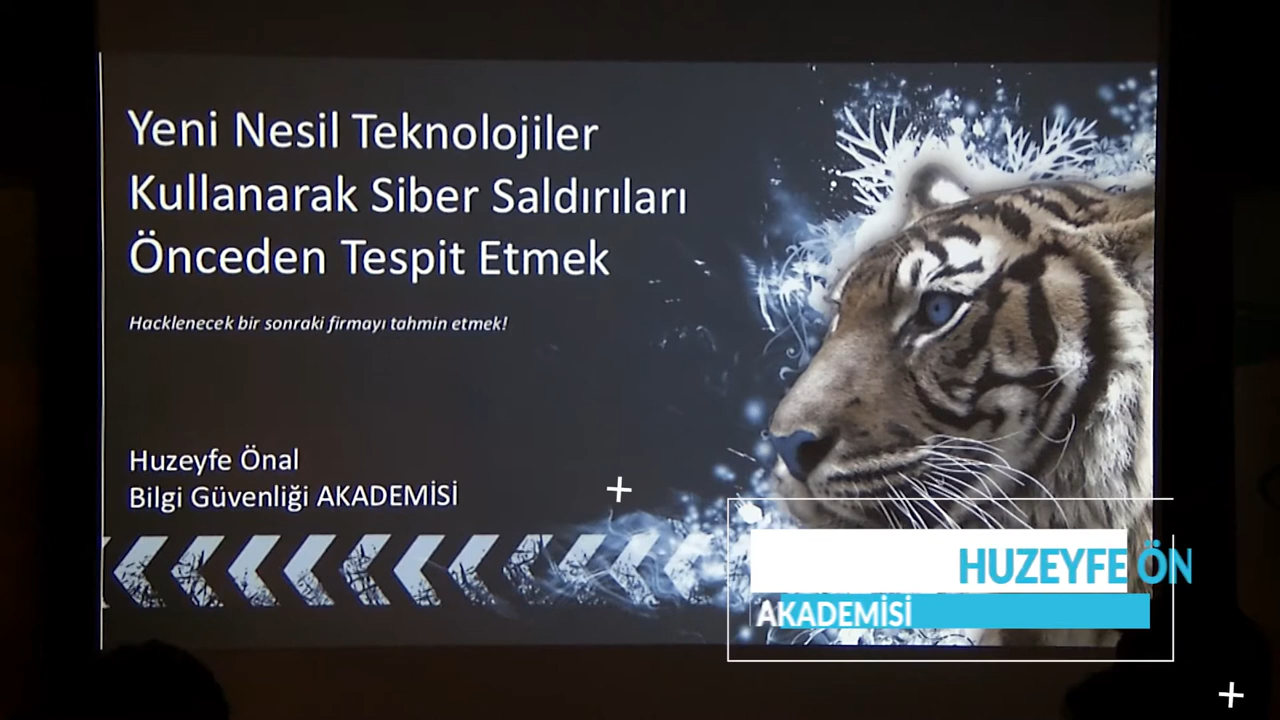 Yeni Nesil Teknolojiler
Kullanarak Siber Saldırıları
Önceden Tespit Etmek
Hacklenecek bir sonraki firmayı tahmin etmek!
Huzeyfe Önal
Bilgi Güvenliği AKADEMİSİ
HUZEYFE ÖN
AKADEMİSİ